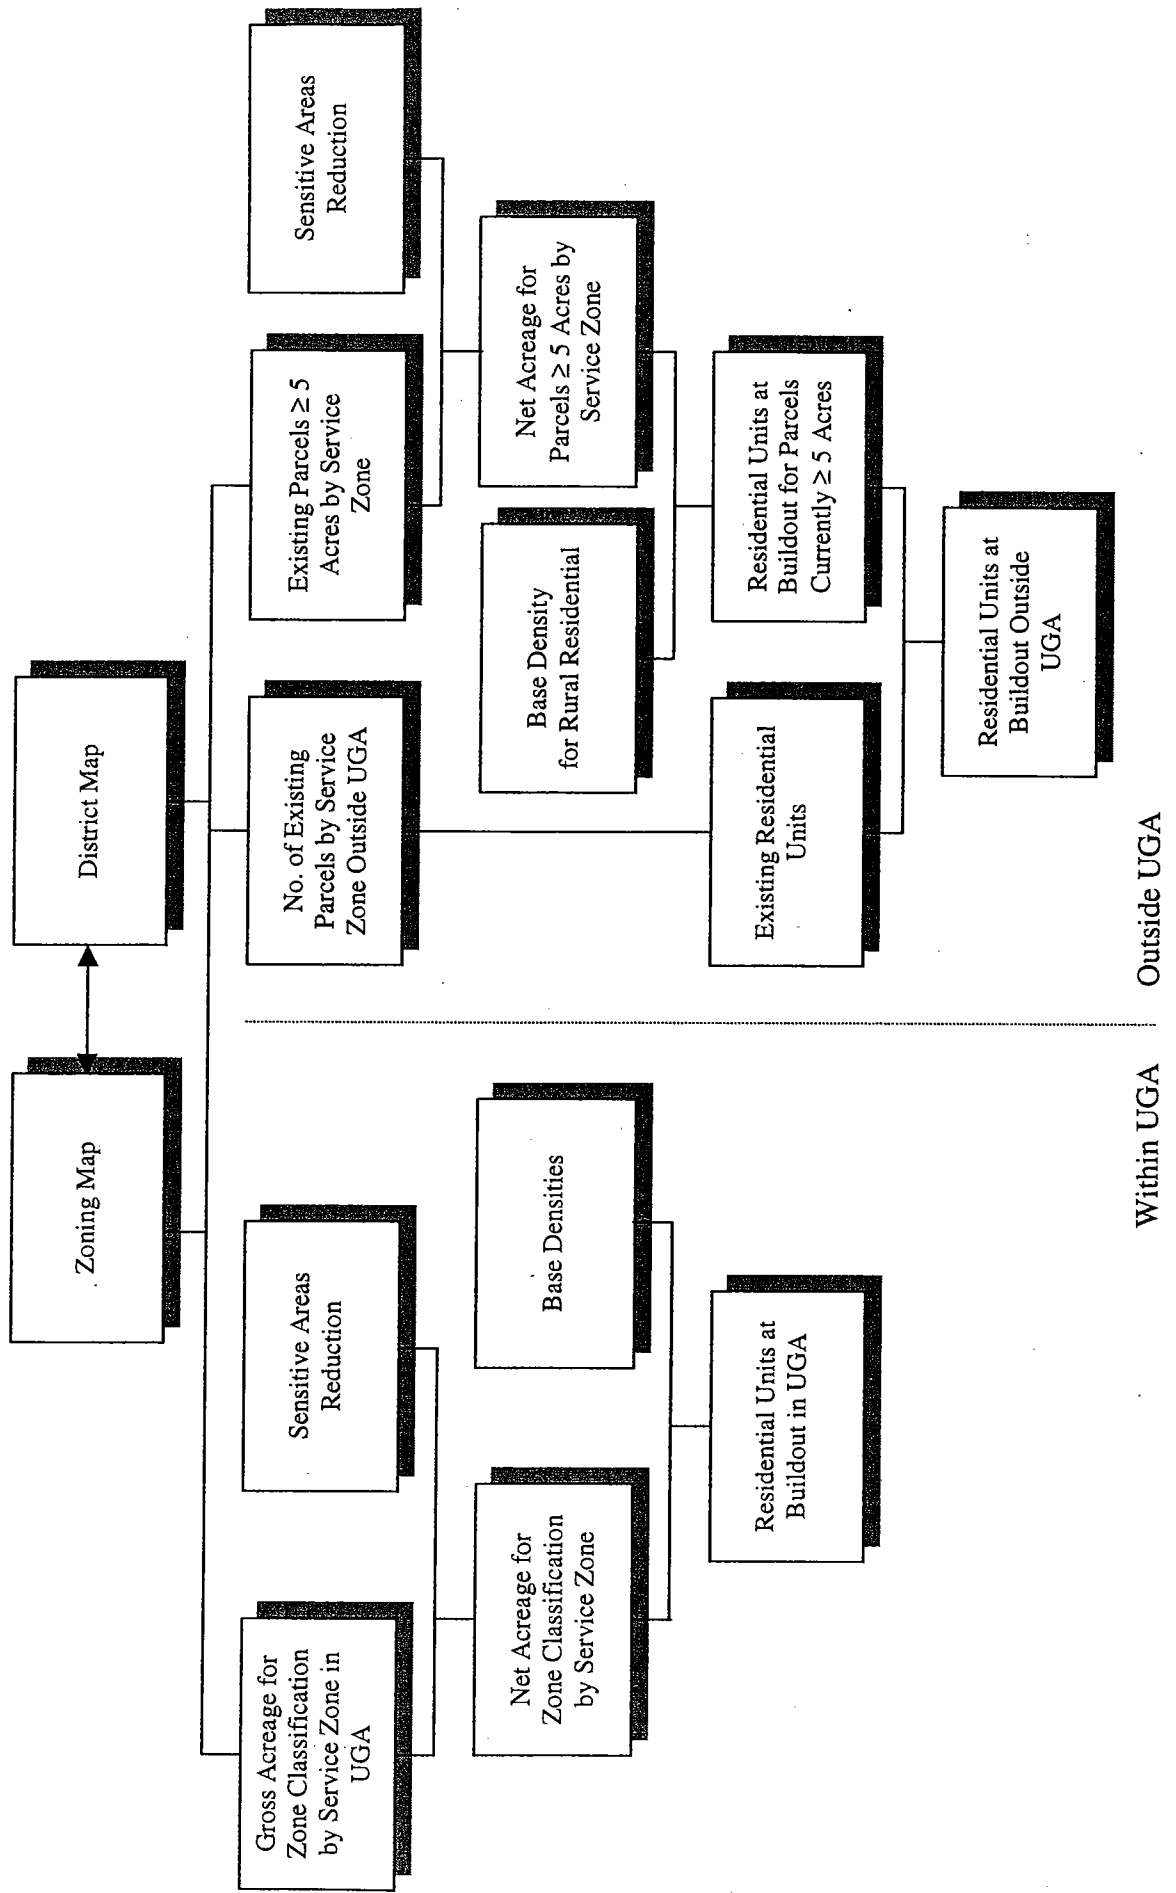 Zoning Map
District Map
Gross Acreage for
Zone Classification
by Service Zone in
UGA
Sensitive Areas
Reduction
No. of Existing
Parcels by Service
Zone Outside UGA
Existing Parcels ≥ 5
Acres by Service
Zone
Sensitive Areas
Reduction
Net Acreage for
Zone Classification
by Service Zone
Base Densities
Base Density
for Rural Residential
Net Acreage for
Parcels ≥ 5 Acres by
Service Zone
Residential Units at
Buildout in UGA
Existing Residential
Units
Residential Units at
Buildout for Parcels
Currently ≥ 5 Acres
Residential Units at
Buildout Outside
UGA
Within UGA
Outside UGA